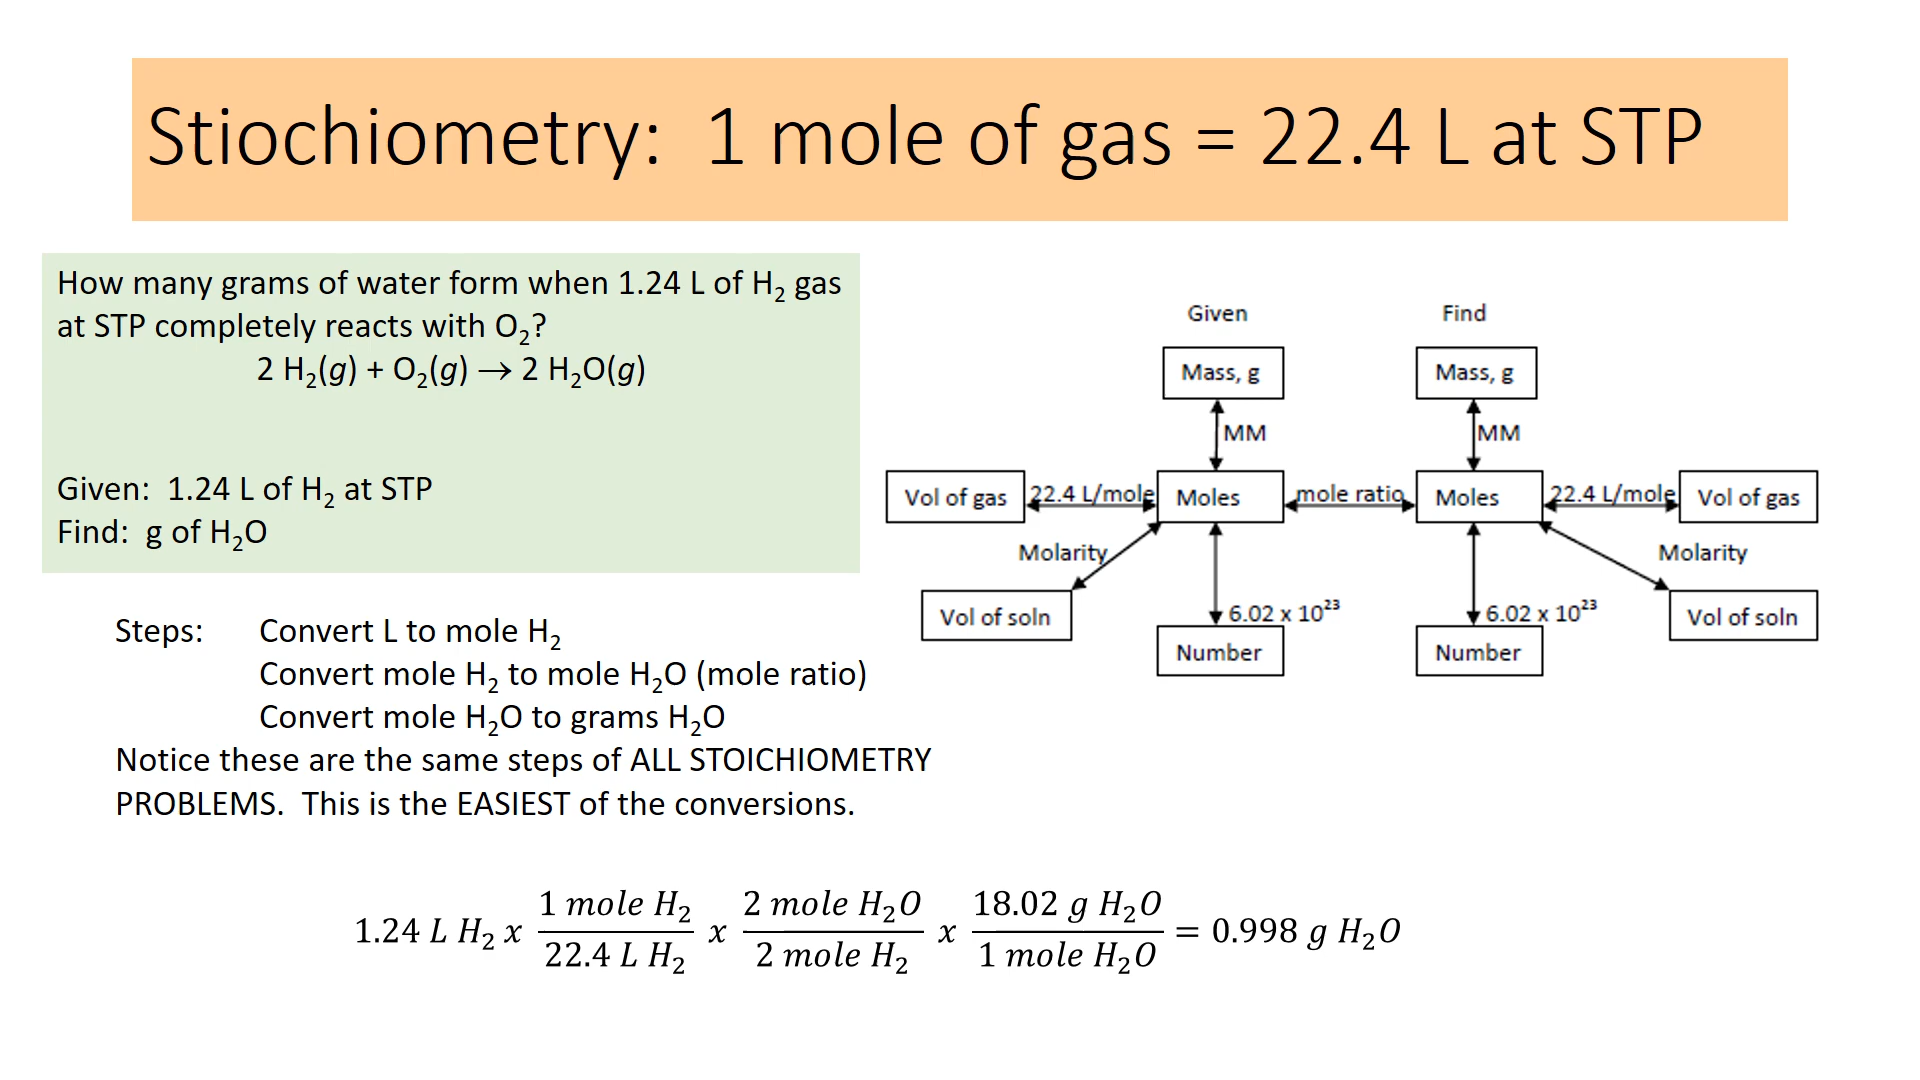 Stiochiometry: 1 mole of gas = 22.4 L at STP
How many grams of water form when 1.24 L of H₂ gas
at STP completely reacts with O₂?
2 H₂(g) + O₂(g) → 2 H₂O(g)
Given: 1.24 L of H₂ at STP
Find: g of H₂O
Steps: Convert L to mole H₂
Convert mole H₂ to mole H₂O (mole ratio)
Convert mole H₂O to grams H₂O
Notice these are the same steps of ALL STOICHIOMETRY
PROBLEMS. This is the EASIEST of the conversions.
Given Find
Mass, g Mass, g
MM MM
Vol of gas 22.4 L/mole Moles mole ratio Moles 22.4 L/mole Vol of gas
Molarity Molarity
Vol of soln 6.02 x 10²³ 6.02 x 10²³ Vol of soln
Number Number
1.24 L H₂ x (1 mole H₂)/(22.4 L H₂) x (2 mole H₂O)/(2 mole H₂) x (18.02 g H₂O)/(1 mole H₂O) = 0.998 g H₂O